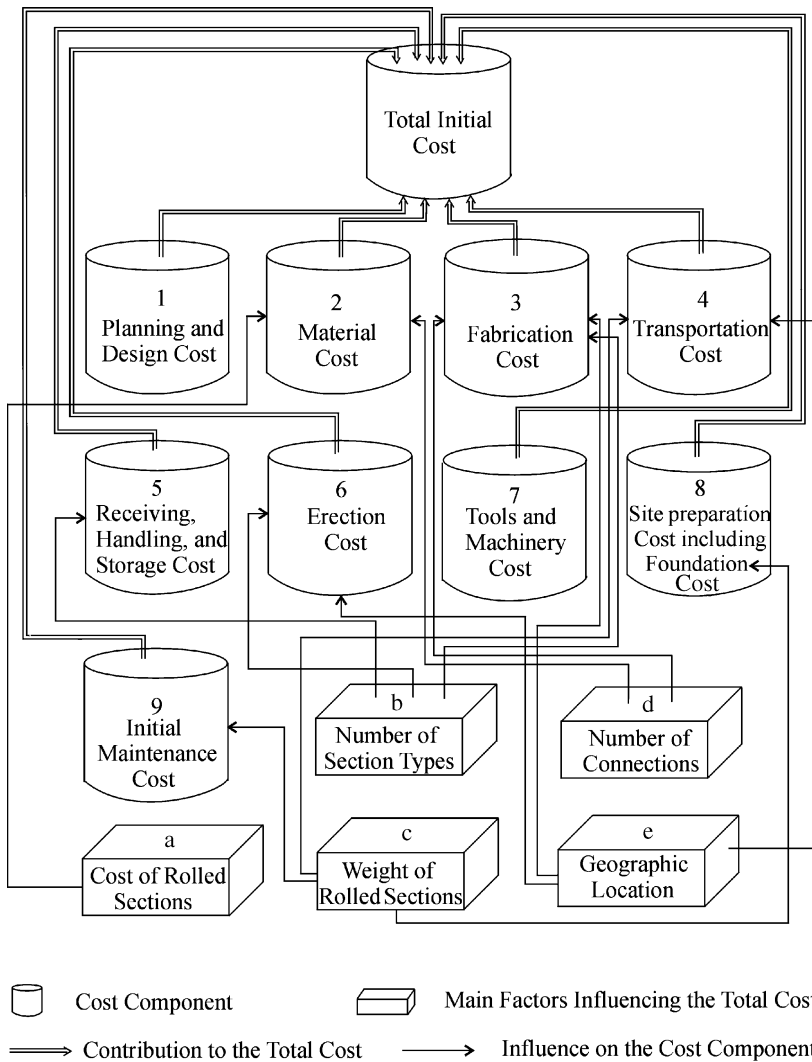 Total Initial
Cost
1
Planning and
Design Cost
2
Material
Cost
3
Fabrication
Cost
4
Transportation
Cost
5
Receiving,
Handling, and
Storage Cost
6
Erection
Cost
7
Tools and
Machinery
Cost
8
Site preparation
Cost including
Foundation
Cost
9
Initial
Maintenance
Cost
b
Number of
Section Types
d
Number of
Connections
a
Cost of Rolled
Sections
c
Weight of
Rolled Sections
e
Geographic
Location
Cost Component
Main Factors Influencing the Total Cost
Contribution to the Total Cost
Influence on the Cost Component